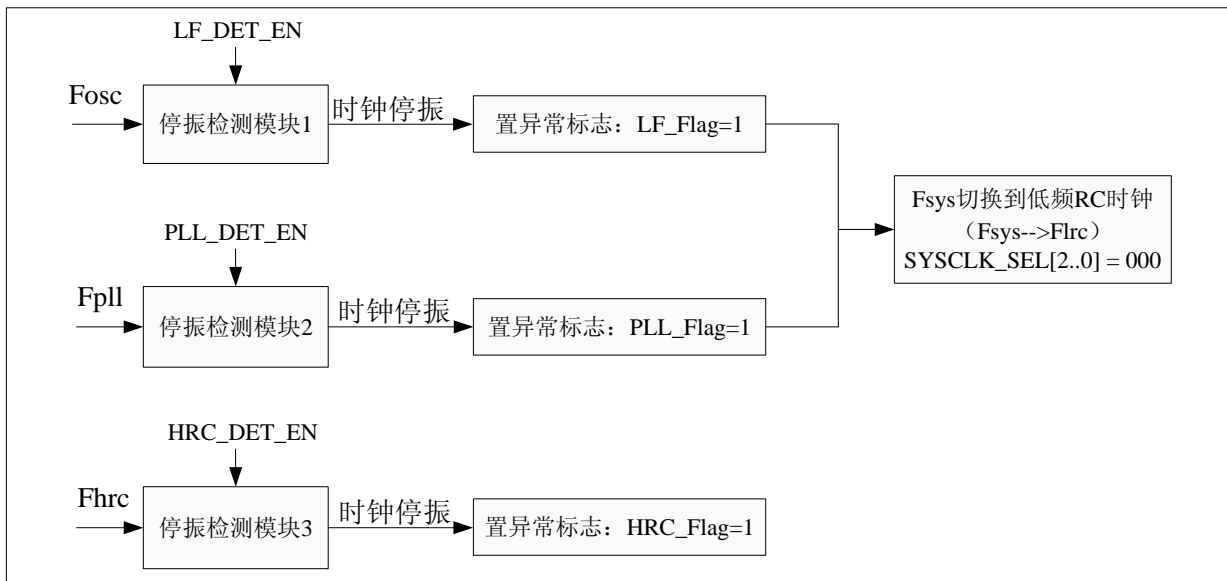 LF_DET_EN
Fosc
停振检测模块1
时钟停振
置异常标志：LF_Flag=1
Fsys切换到低频RC时钟
（Fsys-->Flrc）
SYSCLK_SEL[2..0] = 000
PLL_DET_EN
Fpll
停振检测模块2
时钟停振
置异常标志：PLL_Flag=1
HRC_DET_EN
Fhrc
停振检测模块3
时钟停振
置异常标志：HRC_Flag=1